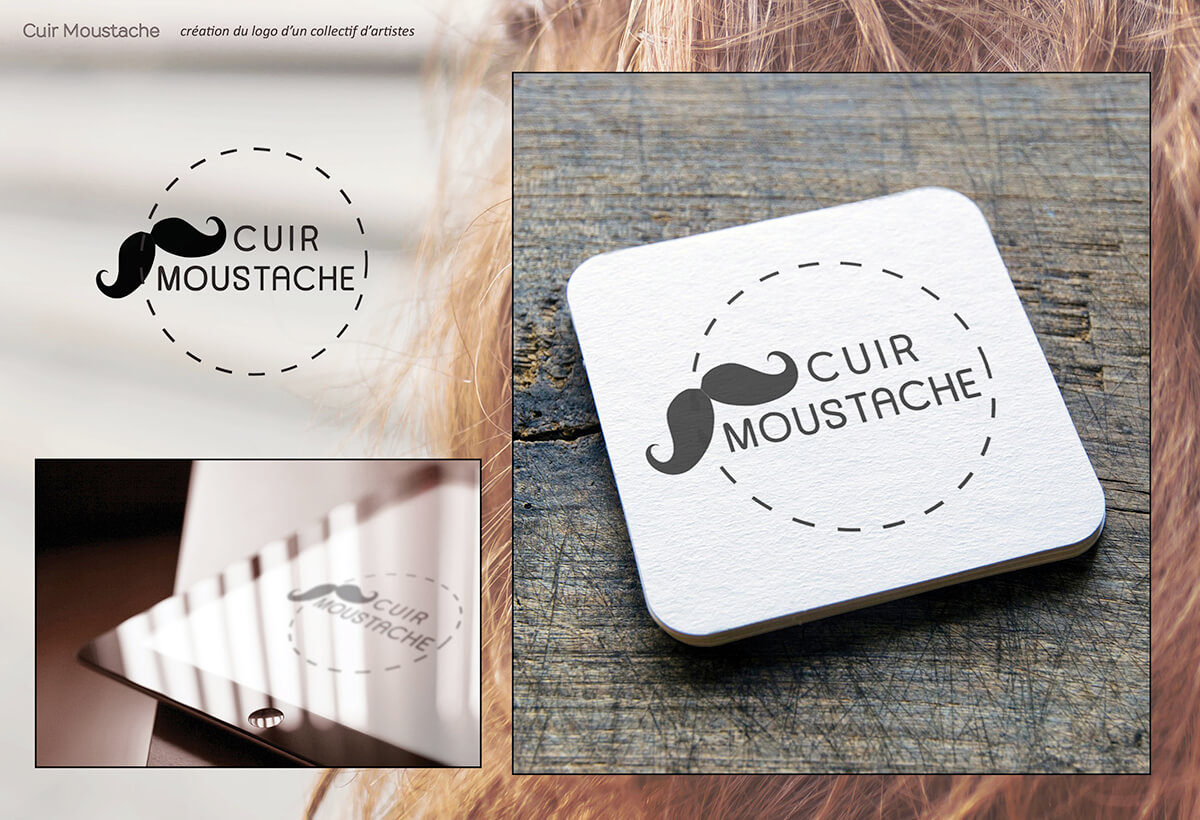 Cuir Moustache création du logo d’un collectif d’artistes
CUIR
MOUSTACHE
CUIR
MOUSTACHE
CUIR
MOUSTACHE